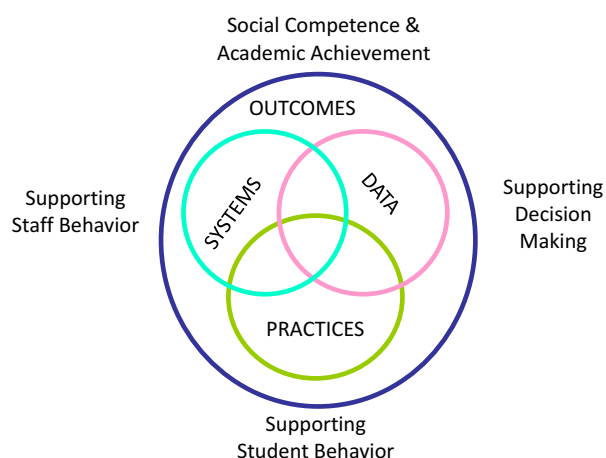 Social Competence &
Academic Achievement
OUTCOMES
Supporting
Staff Behavior
SYSTEMS
DATA
Supporting
Decision
Making
PRACTICES
Supporting
Student Behavior